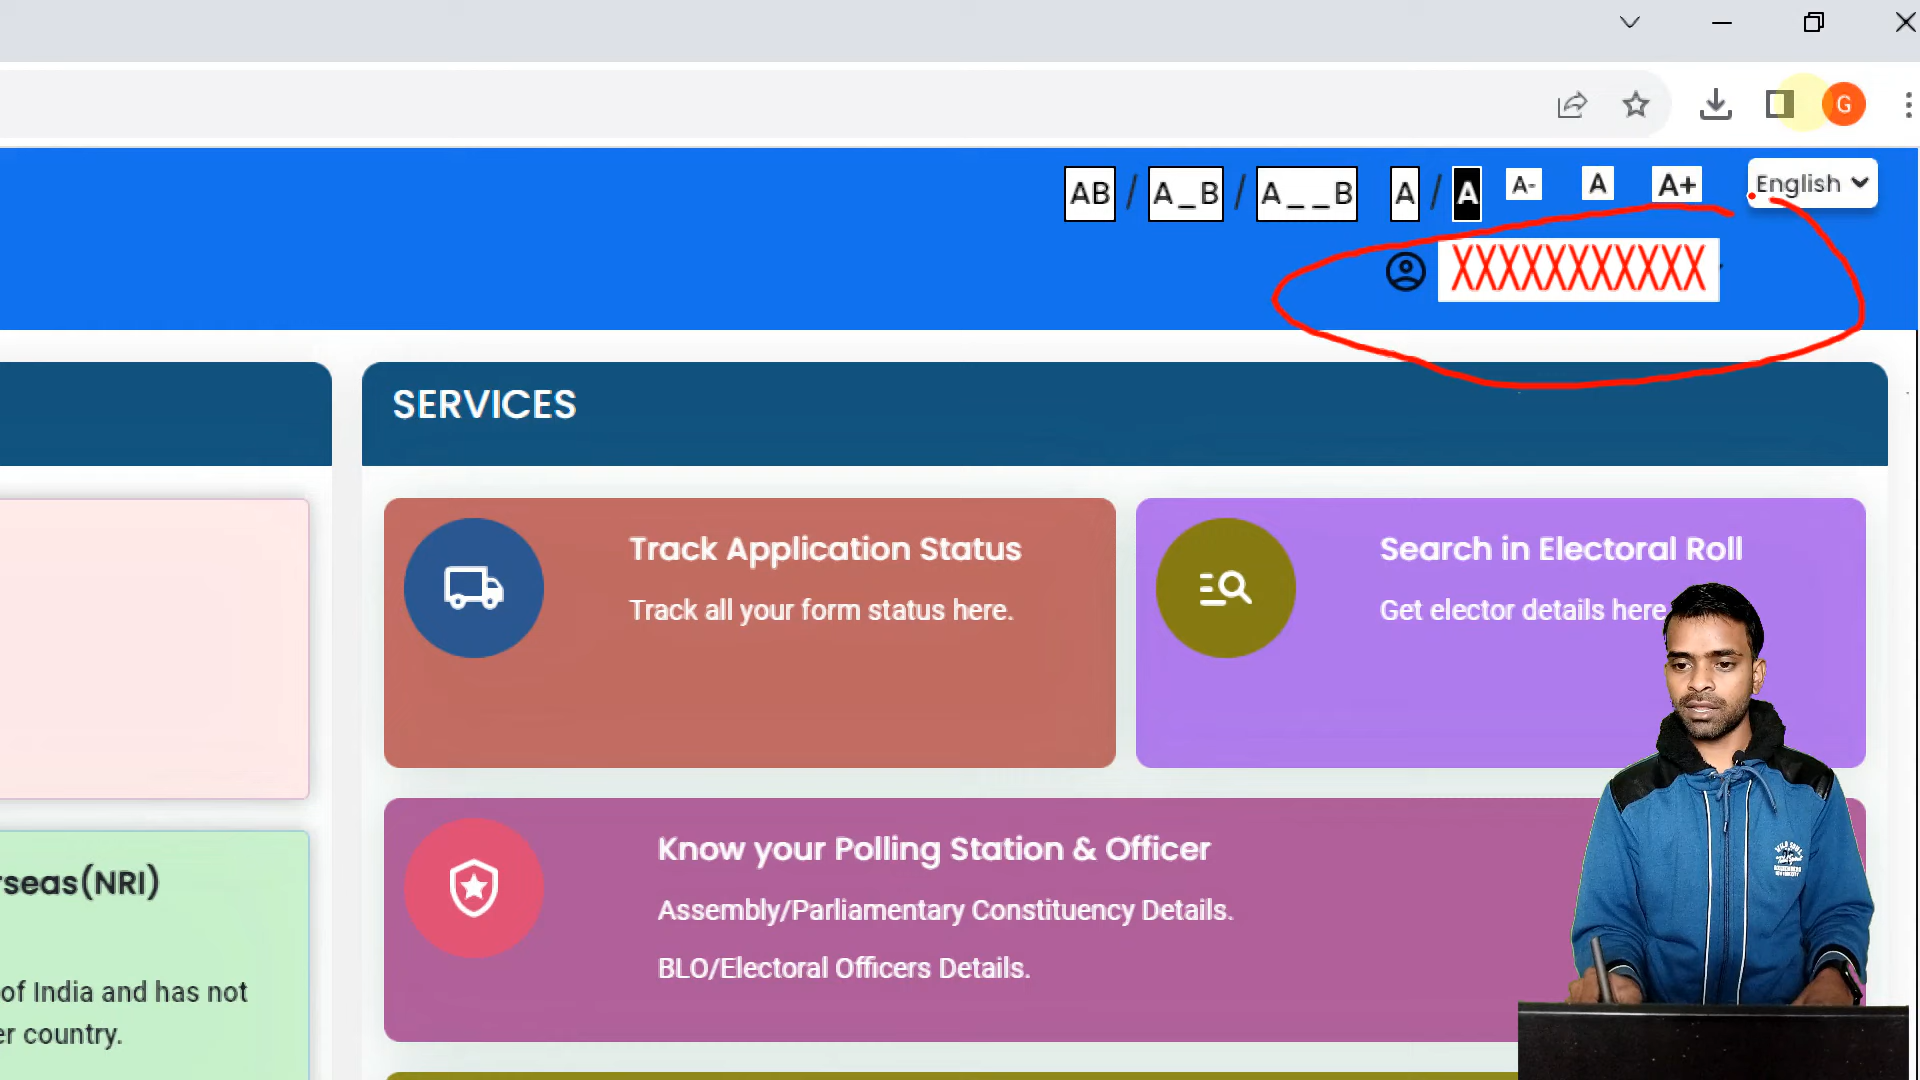 G
AB / A_B / A__B A / A A- A A+ English
XXXXXXXXXXX
SERVICES
Track Application Status
Track all your form status here.
Search in Electoral Roll
Get elector details here
Know your Polling Station & Officer
Assembly/Parliamentary Constituency Details.
BLO/Electoral Officers Details.
rseas(NRI)
of India and has not
er country.